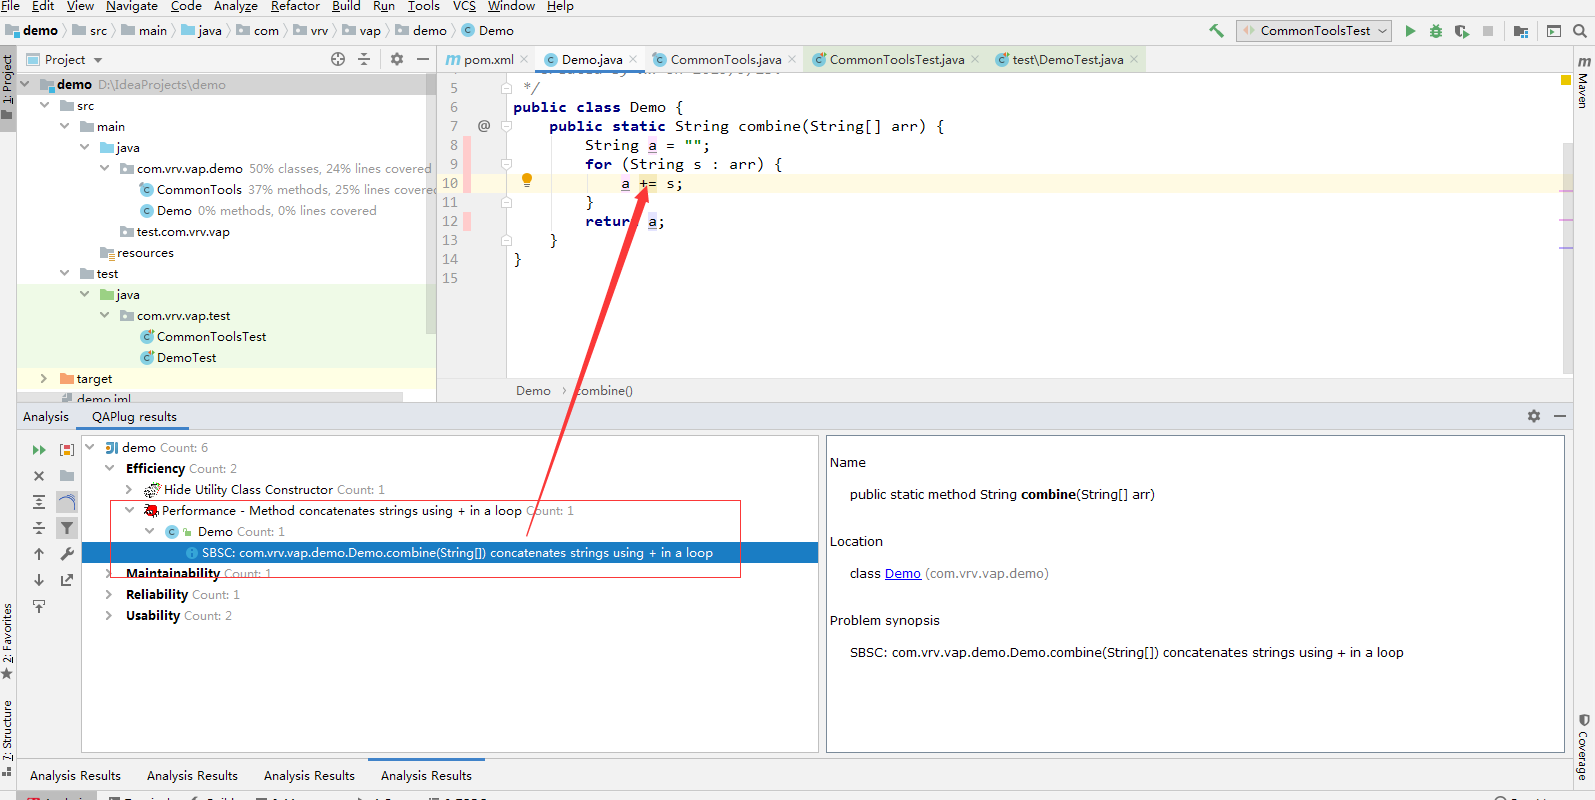 File Edit View Navigate Code Analyze Refactor Build Run Tools VCS Window Help
demo src main java com vrv vap demo Demo CommonToolsTest
1: Project
Project
pom.xml Demo.java CommonTools.java CommonToolsTest.java test\DemoTest.java
Maven
demo D:\IdeaProjects\demo
src
main
java
com.vrv.vap.demo 50% classes, 24% lines covered
CommonTools 37% methods, 25% lines covered
Demo 0% methods, 0% lines covered
test.com.vrv.vap
resources
test
java
com.vrv.vap.test
CommonToolsTest
DemoTest
target
demo.iml
5 */
6 public class Demo {
7 @ public static String combine(String[] arr) {
8 String a = "";
9 for (String s : arr) {
10 a += s;
11 }
12 return a;
13 }
14 }
15
Demo combine()
Analysis QAPlug results
demo Count: 6
Efficiency Count: 2
Hide Utility Class Constructor Count: 1
Performance - Method concatenates strings using + in a loop Count: 1
Demo Count: 1
SBSC: com.vrv.vap.demo.Demo.combine(String[]) concatenates strings using + in a loop
Maintainability Count: 1
Reliability Count: 1
Usability Count: 2
Name
public static method String combine(String[] arr)
Location
class Demo (com.vrv.vap.demo)
Problem synopsis
SBSC: com.vrv.vap.demo.Demo.combine(String[]) concatenates strings using + in a loop
2: Favorites
7: Structure
Coverage
Analysis Results Analysis Results Analysis Results Analysis Results